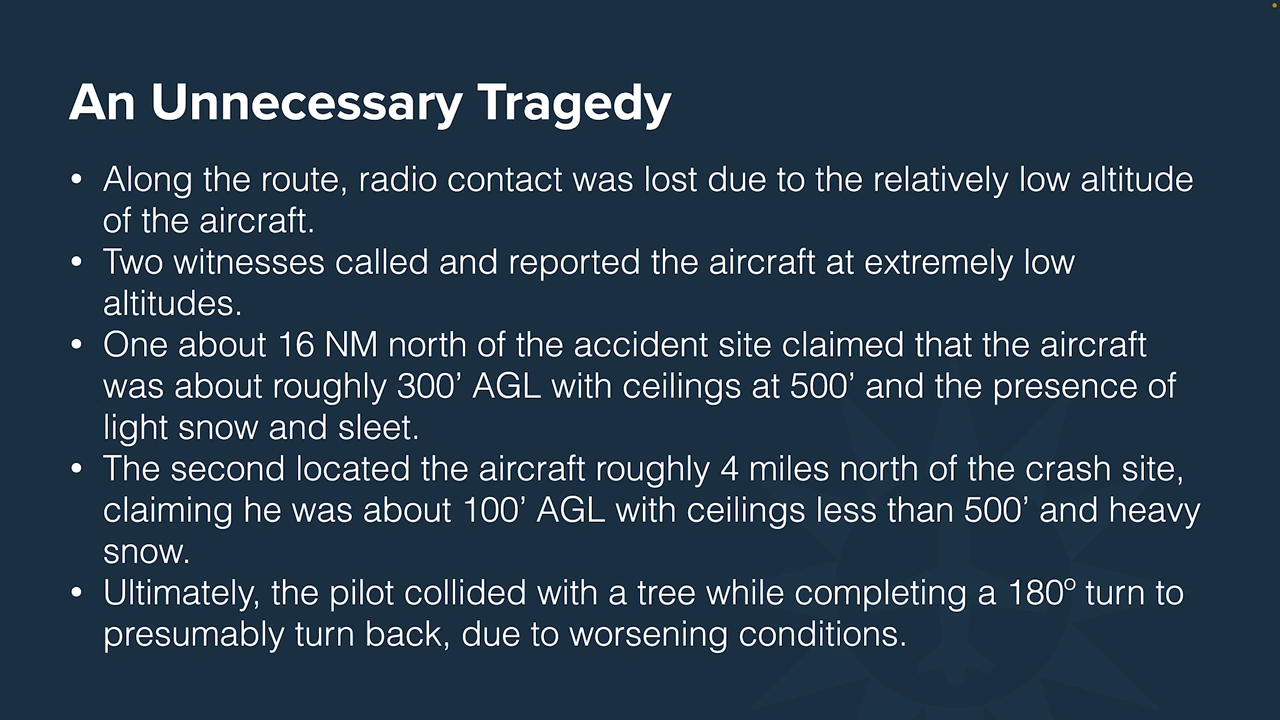 An Unnecessary Tragedy
• Along the route, radio contact was lost due to the relatively low altitude
of the aircraft.
• Two witnesses called and reported the aircraft at extremely low
altitudes.
• One about 16 NM north of the accident site claimed that the aircraft
was about roughly 300’ AGL with ceilings at 500’ and the presence of
light snow and sleet.
• The second located the aircraft roughly 4 miles north of the crash site,
claiming he was about 100’ AGL with ceilings less than 500’ and heavy
snow.
• Ultimately, the pilot collided with a tree while completing a 180º turn to
presumably turn back, due to worsening conditions.